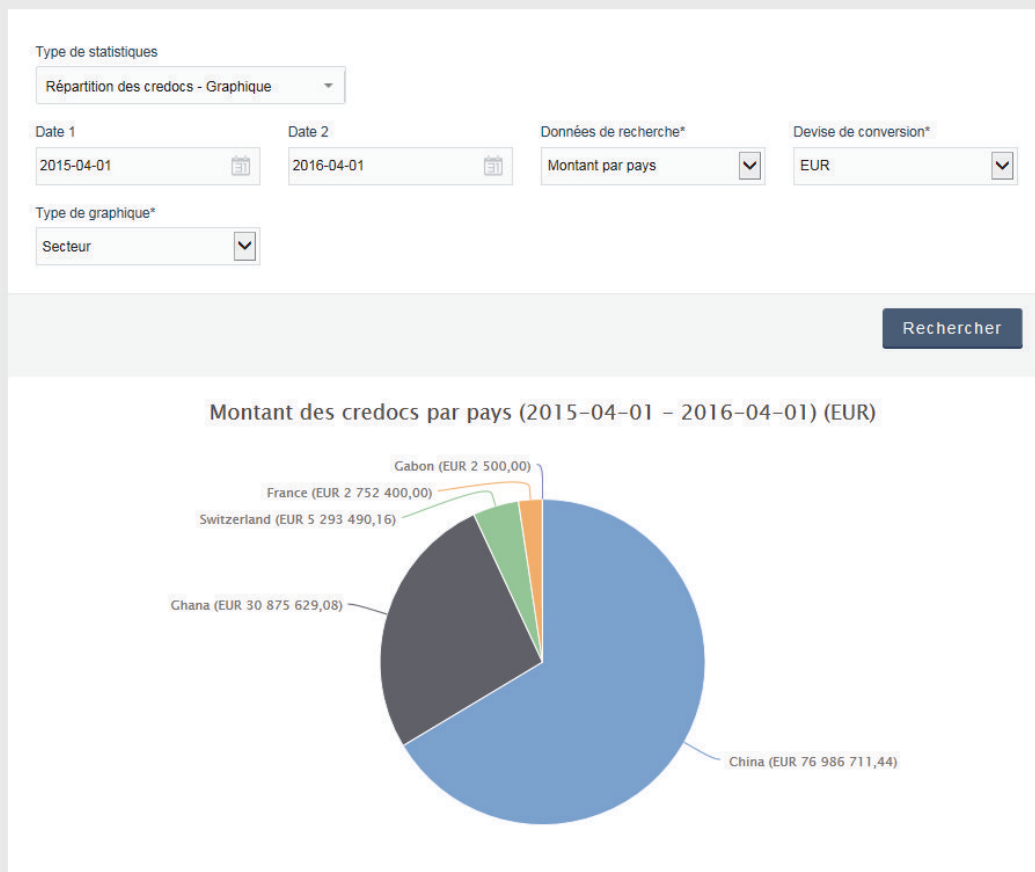 Type de statistiques
Répartition des credocs - Graphique
Date 1
Date 2
Données de recherche*
Devise de conversion*
2015-04-01
2016-04-01
Montant par pays
EUR
Type de graphique*
Secteur
Rechercher
Montant des credocs par pays (2015-04-01 - 2016-04-01) (EUR)
Gabon (EUR 2 500,00)
France (EUR 2 752 400,00)
Switzerland (EUR 5 293 490,16)
Ghana (EUR 30 875 629,08)
China (EUR 76 986 711,44)